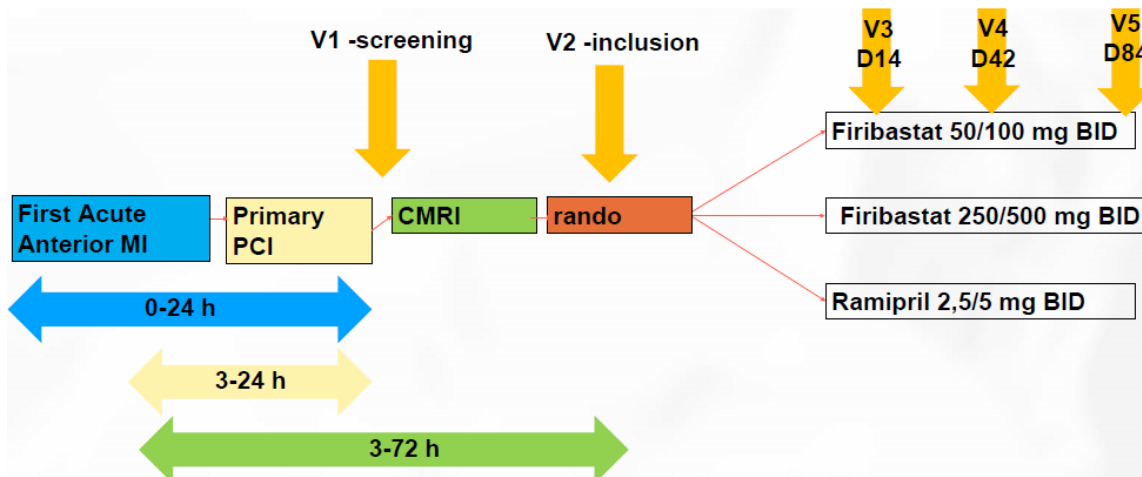 V1 -screening
V2 -inclusion
V3
D14
V4
D42
V5
D84
Firibastat 50/100 mg BID
First Acute
Anterior MI
Primary
PCI
CMRI
rando
Firibastat 250/500 mg BID
Ramipril 2,5/5 mg BID
0-24 h
3-24 h
3-72 h